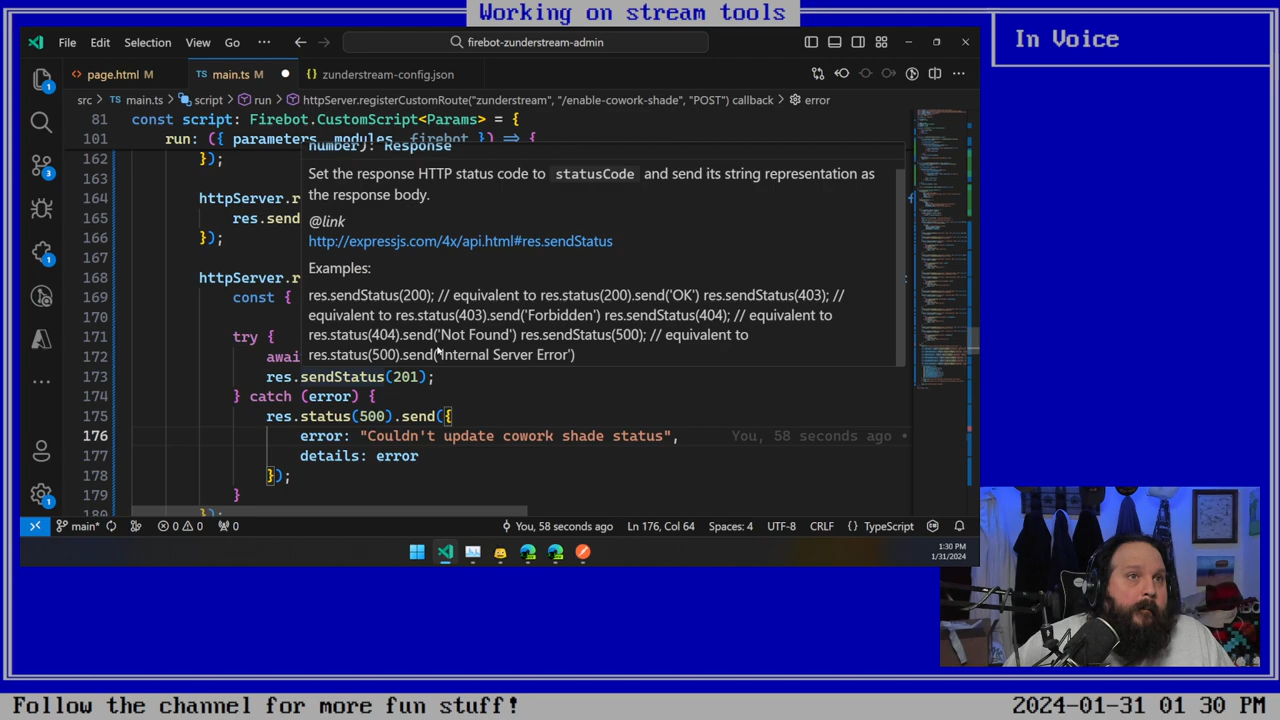 Working on stream tools
In Voice
File Edit Selection View Go ··· firebot-zunderstream-admin
page.html M main.ts M zunderstream-config.json
src > main.ts > script > run > httpServer.registerCustomRoute("zunderstream", "/enable-cowork-shade", "POST") callback > error
81 const script: Firebot.CustomScript<Params> = {
101 run: ({ parameters, modules, firebot }) => {
number): Response
162 });
163 Set the response HTTP status code to statusCode and send its string representation as
164 httpServer.r the response body.
165 res.send @link
166 }); http://expressjs.com/4x/api.html#res.sendStatus
167 Examples:
168 httpServer.r
169 const { res.sendStatus(200); // equivalent to res.status(200).send('OK') res.sendStatus(403); //
170 equivalent to res.status(403).send('Forbidden') res.sendStatus(404); // equivalent to
171 try { res.status(404).send('Not Found') res.sendStatus(500); // equivalent to
172 awai res.status(500).send('Internal Server Error')
173 res.sendStatus(201);
174 } catch (error) {
175 res.status(500).send({
176 error: "Couldn't update cowork shade status", You, 58 seconds ago •
177 details: error
178 });
179 }
180 });
main* 0 0 0 You, 58 seconds ago Ln 176, Col 64 Spaces: 4 UTF-8 CRLF {} TypeScript
1:30 PM
1/31/2024
Follow the channel for more fun stuff! 2024-01-31 01 30 PM